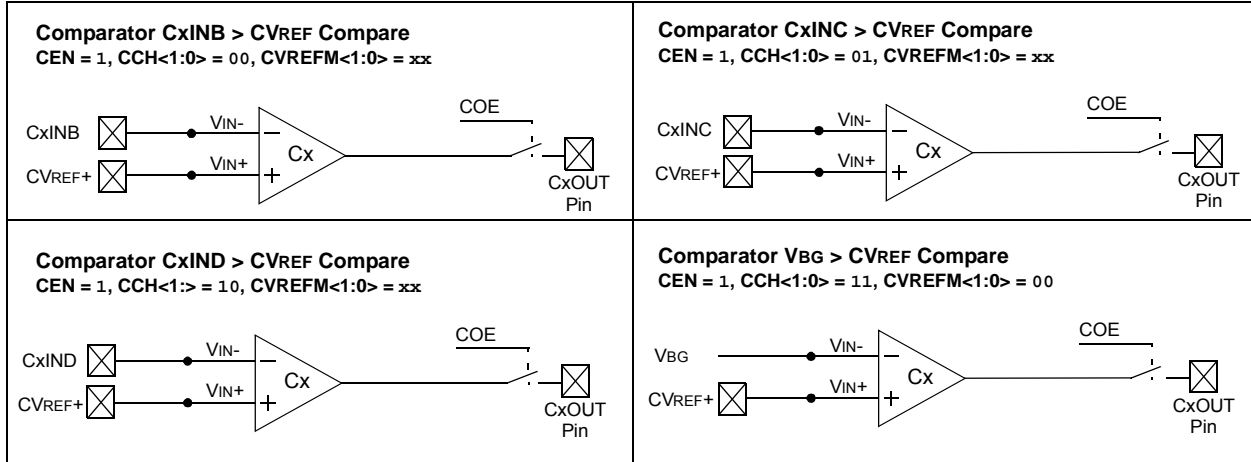 Comparator CxINB > CVREF Compare
CEN = 1, CCH<1:0> = 00, CVREFM<1:0> = xx
COE
CxINB
VIN-
-
Cx
CVREF+
VIN+
+
CxOUT
Pin
Comparator CxINC > CVREF Compare
CEN = 1, CCH<1:0> = 01, CVREFM<1:0> = xx
COE
CxINC
VIN-
-
Cx
CVREF+
VIN+
+
CxOUT
Pin
Comparator CxIND > CVREF Compare
CEN = 1, CCH<1:> = 10, CVREFM<1:0> = xx
COE
CxIND
VIN-
-
Cx
CVREF+
VIN+
+
CxOUT
Pin
Comparator VBG > CVREF Compare
CEN = 1, CCH<1:0> = 11, CVREFM<1:0> = 00
COE
VBG
VIN-
-
Cx
CVREF+
VIN+
+
CxOUT
Pin